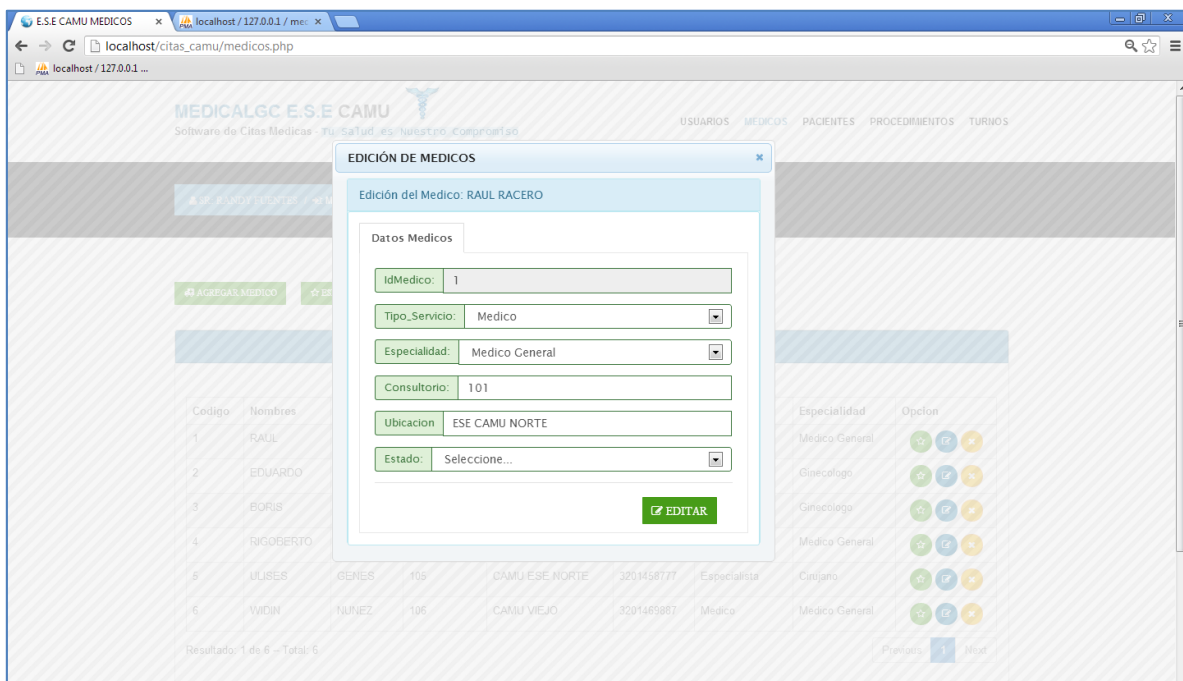 E.S.E CAMU MEDICOS
localhost / 127.0.0.1 / med
localhost/citas_camu/medicos.php
localhost / 127.0.0.1 ...
MEDICALGC E.S.E CAMU
Software de Citas Medicas - Tu Salud es Nuestro Compromiso
USUARIOS MEDICOS PACIENTES PROCEDIMIENTOS TURNOS
EDICIÓN DE MEDICOS
Edición del Medico: RAUL RACERO
SR. RANDY FUENTES /
Datos Medicos
IdMedico: 1
AGREGAR MEDICO
Tipo_Servicio: Medico
Especialidad: Medico General
Consultorio: 101
Ubicacion ESE CAMU NORTE
Estado: Seleccione...
EDITAR
Codigo Nombres Especialidad Opcion
1 RAUL Medico General
2 EDUARDO Ginecologo
3 BORIS Ginecologo
4 RIGOBERTO Medico General
5 ULISES GENES 105 CAMU ESE NORTE 3201458777 Especialista Cirujano
6 WIDIN NUNEZ 106 CAMU VIEJO 3201469887 Medico Medico General
Resultado: 1 de 6 – Total: 6
Previous 1 Next